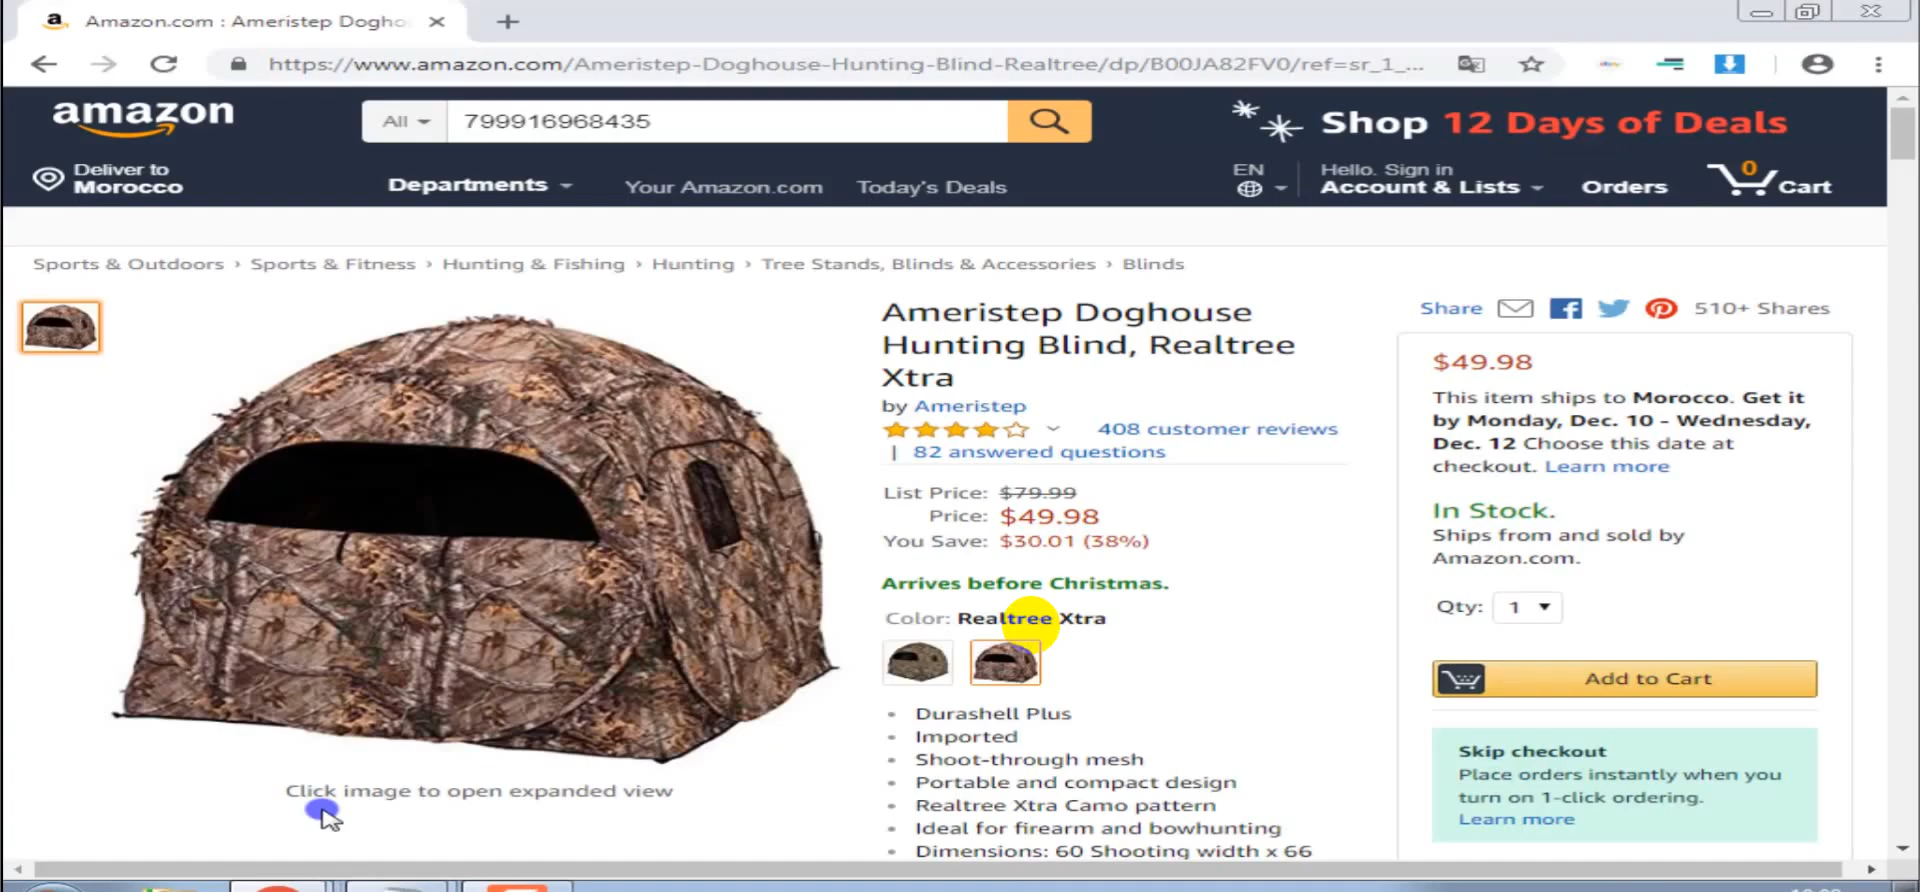 Amazon.com : Ameristep Dogho
https://www.amazon.com/Ameristep-Doghouse-Hunting-Blind-Realtree/dp/B00JA82FV0/ref=sr_1_...
amazon
All
799916968435
Shop 12 Days of Deals
Deliver to
Morocco
Departments
Your Amazon.com
Today's Deals
EN
Hello. Sign in
Account & Lists
Orders
0
Cart
Sports & Outdoors › Sports & Fitness › Hunting & Fishing › Hunting › Tree Stands, Blinds & Accessories › Blinds
Click image to open expanded view
Ameristep Doghouse
Hunting Blind, Realtree
Xtra
by Ameristep
408 customer reviews
| 82 answered questions
List Price: $79.99
Price: $49.98
You Save: $30.01 (38%)
Arrives before Christmas.
Color: Realtree Xtra
• Durashell Plus
• Imported
• Shoot-through mesh
• Portable and compact design
• Realtree Xtra Camo pattern
• Ideal for firearm and bowhunting
• Dimensions: 60 Shooting width x 66
Share
510+ Shares
$49.98
This item ships to Morocco. Get it
by Monday, Dec. 10 - Wednesday,
Dec. 12 Choose this date at
checkout. Learn more
In Stock.
Ships from and sold by
Amazon.com.
Qty: 1
Add to Cart
Skip checkout
Place orders instantly when you
turn on 1-click ordering.
Learn more